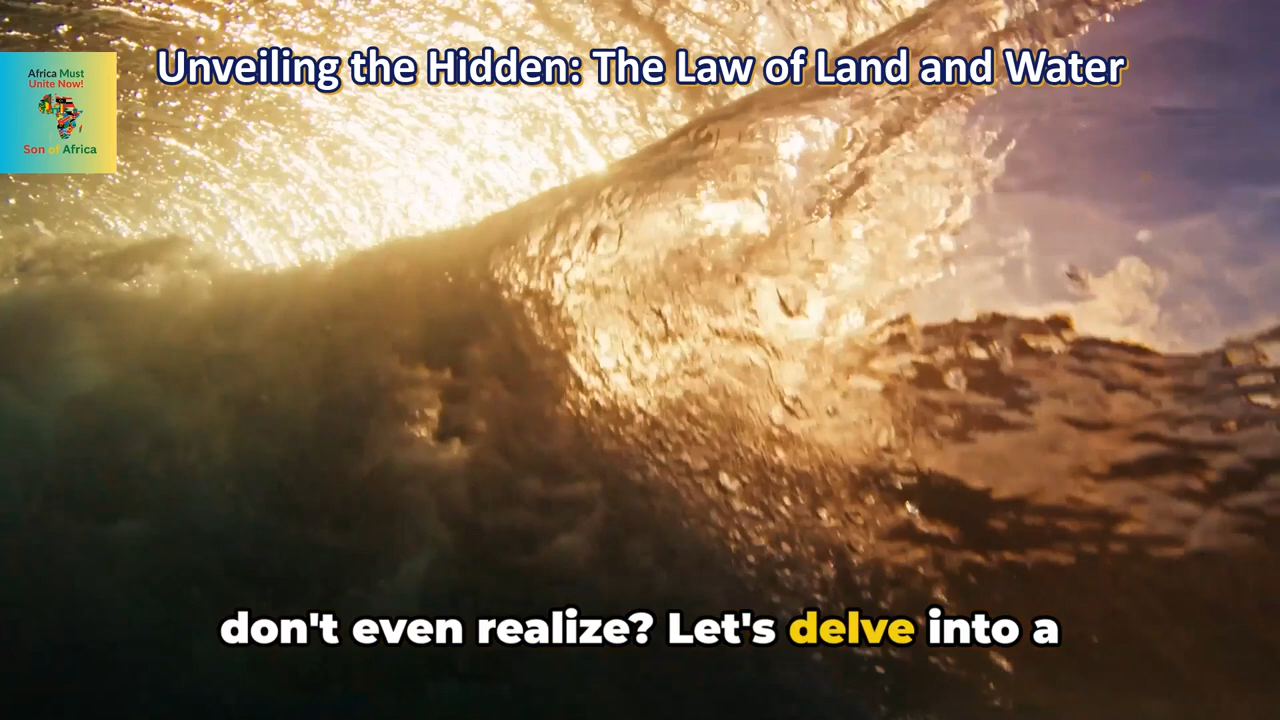 Unveiling the Hidden: The Law of Land and Water
Africa Must
Unite Now!
Son of Africa
don't even realize? Let's delve into a